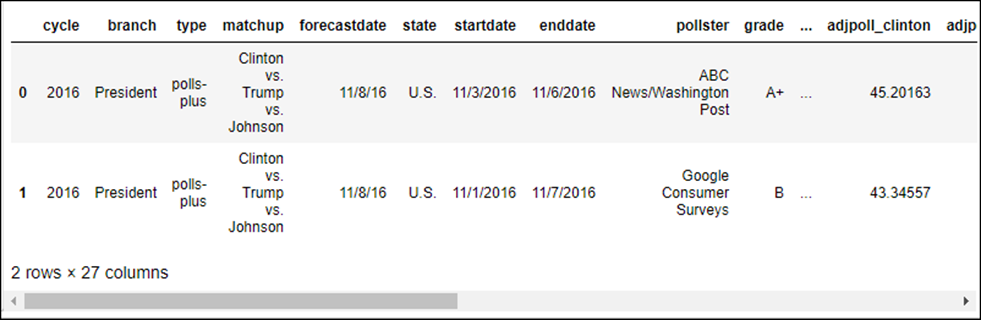 cycle branch type matchup forecastdate state startdate enddate pollster grade ... adjpoll_clinton adjp
Clinton
vs.
ABC
0 2016 President polls-plus Trump 11/8/16 U.S. 11/3/2016 11/6/2016 News/Washington A+ ... 45.20163
vs.
Post
Johnson
Clinton
vs.
Google
1 2016 President polls-plus Trump 11/8/16 U.S. 11/1/2016 11/7/2016 Consumer B ... 43.34557
vs.
Surveys
Johnson
2 rows × 27 columns